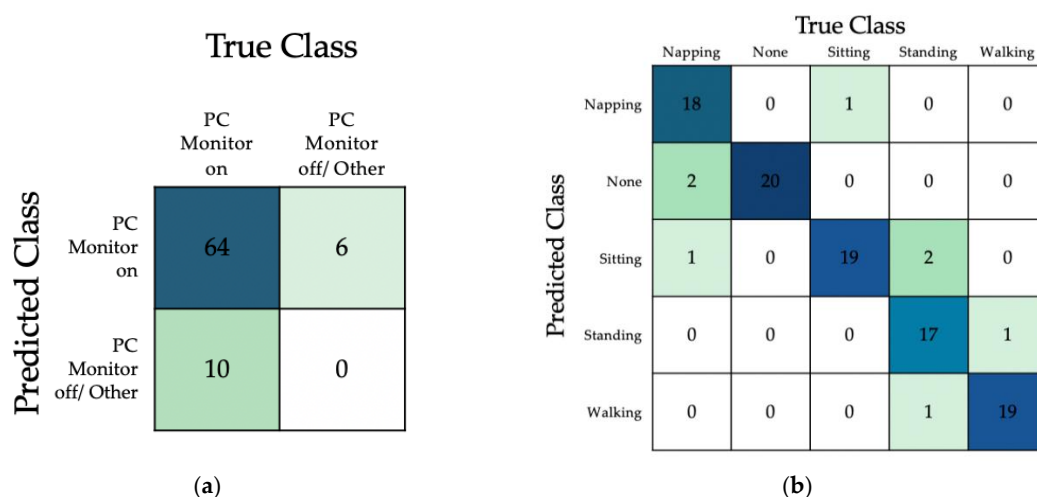 True Class
PC
Monitor
on
PC
Monitor
off/ Other
Predicted Class
PC
Monitor
on
64
6
PC
Monitor
off/ Other
10
0
(a)
True Class
Napping
None
Sitting
Standing
Walking
Predicted Class
Napping
18
0
1
0
0
None
2
20
0
0
0
Sitting
1
0
19
2
0
Standing
0
0
0
17
1
Walking
0
0
0
1
19
(b)